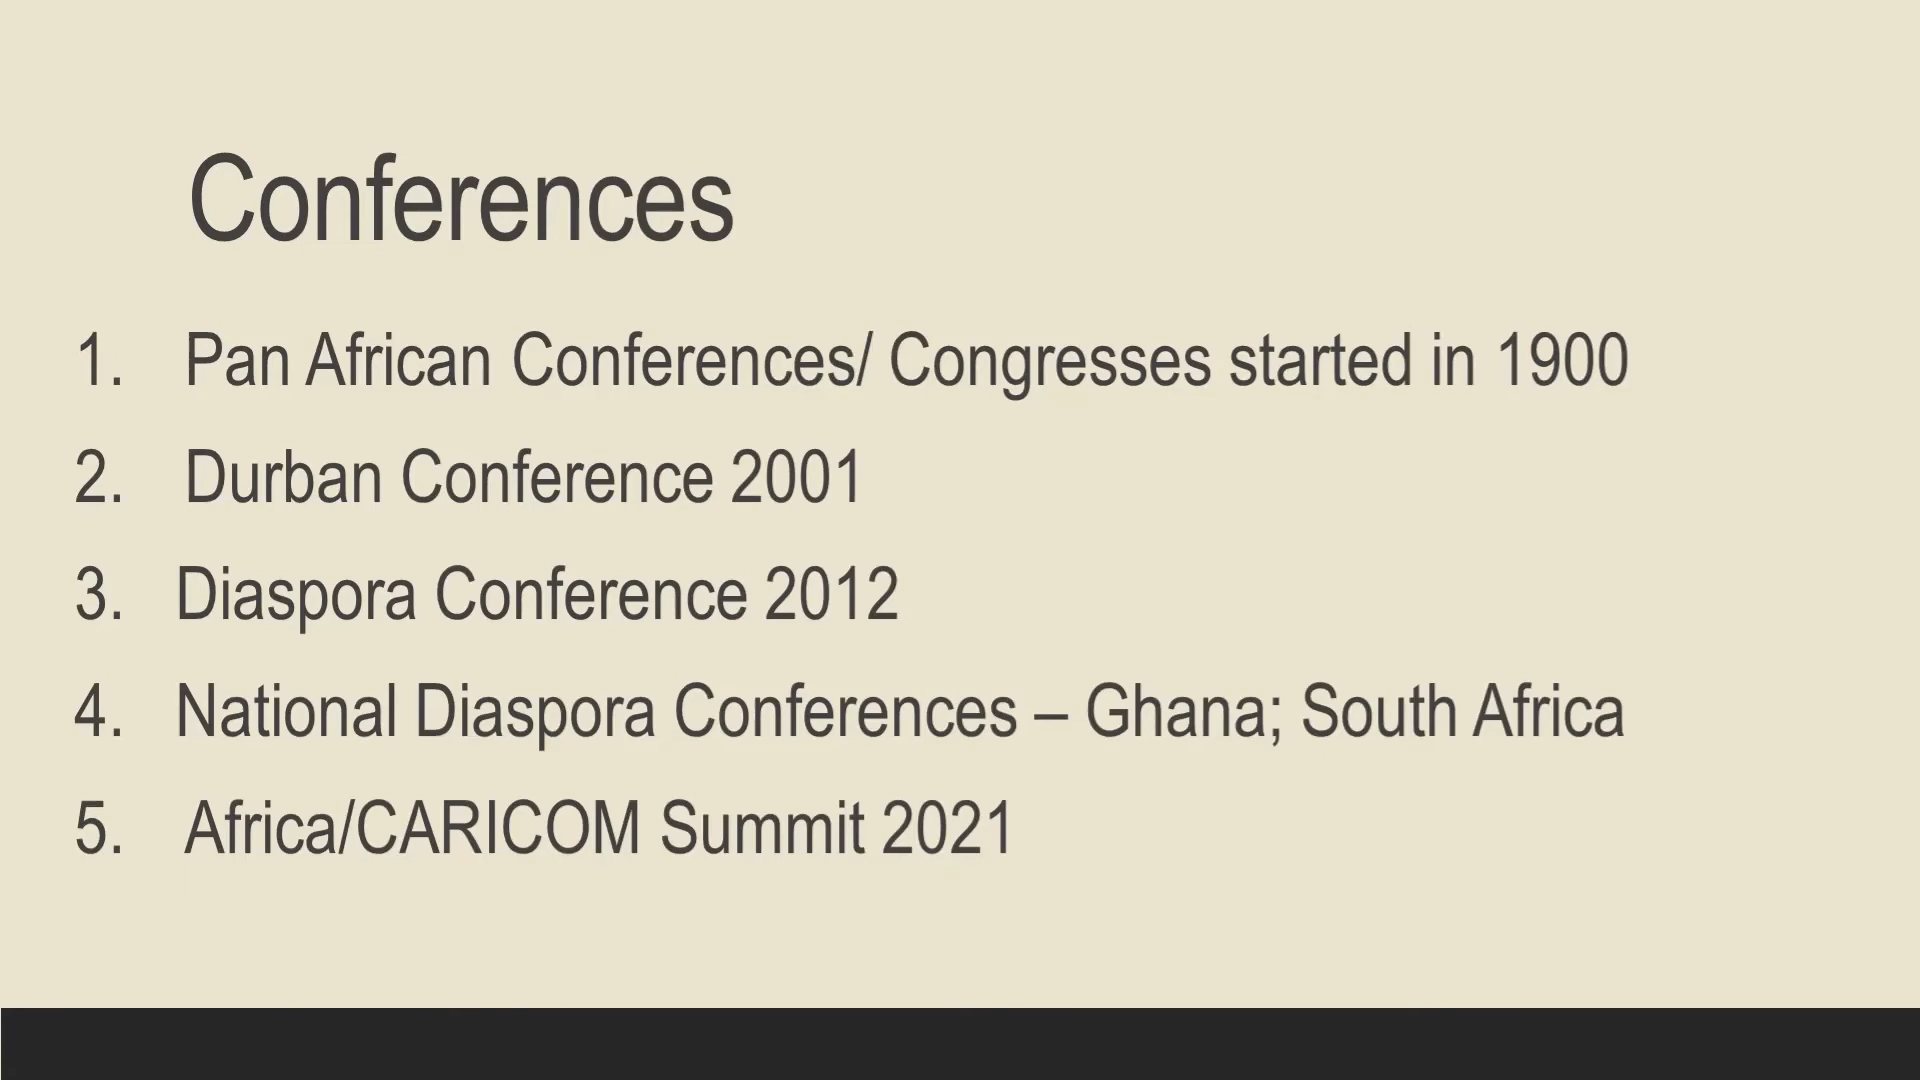 Conferences
1. Pan African Conferences/ Congresses started in 1900
2. Durban Conference 2001
3. Diaspora Conference 2012
4. National Diaspora Conferences – Ghana; South Africa
5. Africa/CARICOM Summit 2021